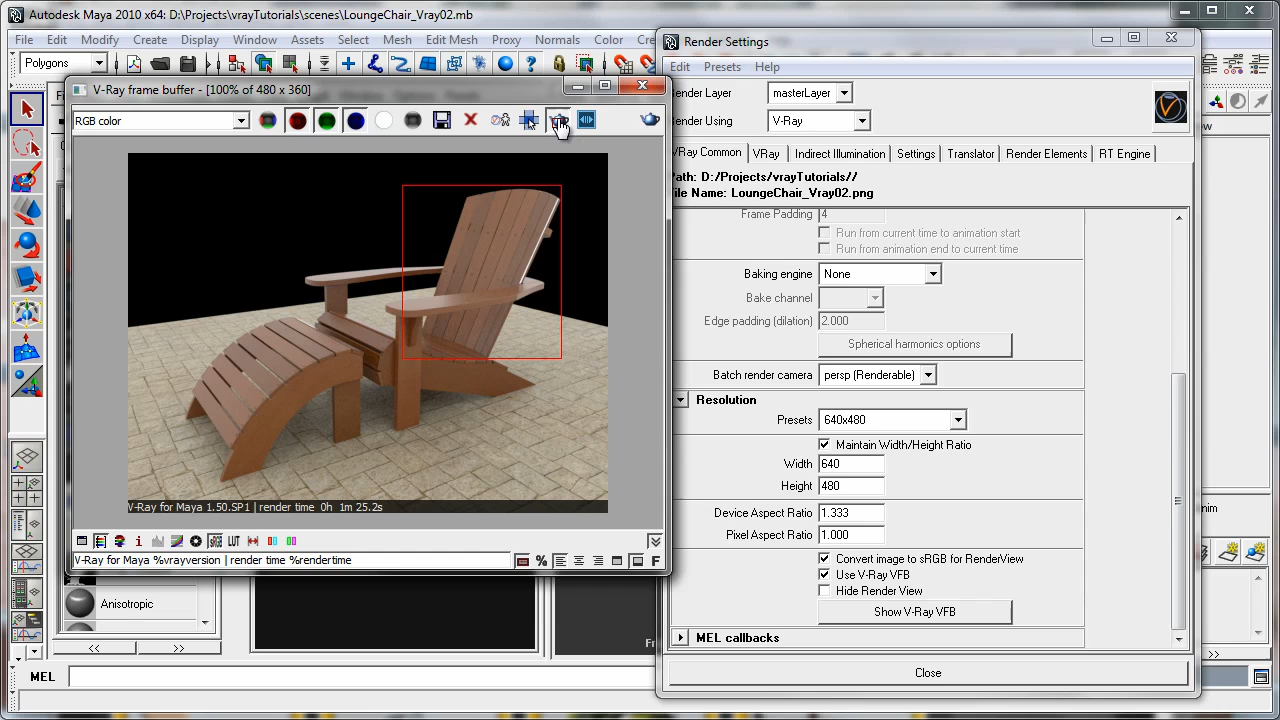 Autodesk Maya 2010 x64: D:\Projects\vrayTutorials\scenes\LoungeChair_Vray02.mb
File Edit Modify Create Display Window Assets Select Mesh Edit Mesh Proxy Normals Color
Polygons
V-Ray frame buffer - [100% of 480 x 360]
RGB color
V-Ray for Maya 1.50.SP1 | render time 0h 1m 25.2s
sRGB LUT
V-Ray for Maya %vrayversion | render time %rendertime
% F
Anisotropic
<< >>
MEL
Render Settings
Edit Presets Help
Render Layer masterLayer
Render Using V-Ray
VRay Common VRay Indirect Illumination Settings Translator Render Elements RT Engine
Path: D:/Projects/vrayTutorials//
File Name: LoungeChair_Vray02.png
Frame Padding 4
Run from current time to animation start
Run from animation end to current time
Baking engine None
Bake channel
Edge padding (dilation) 2.000
Spherical harmonics options
Batch render camera persp (Renderable)
Resolution
Presets 640x480
Maintain Width/Height Ratio
Width 640
Height 480
Device Aspect Ratio 1.333
Pixel Aspect Ratio 1.000
Convert image to sRGB for RenderView
Use V-Ray VFB
Hide Render View
Show V-Ray VFB
MEL callbacks
Close
>>